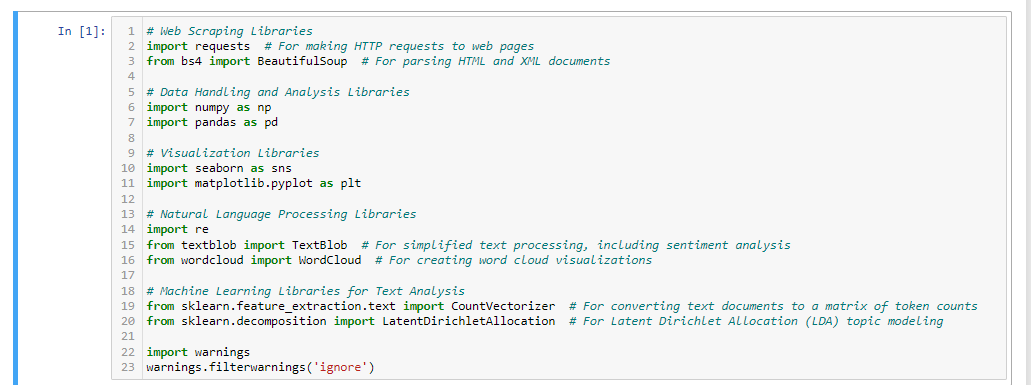 In [1]:
1 # Web Scraping Libraries
2 import requests  # For making HTTP requests to web pages
3 from bs4 import BeautifulSoup  # For parsing HTML and XML documents
4
5 # Data Handling and Analysis Libraries
6 import numpy as np
7 import pandas as pd
8
9 # Visualization Libraries
10 import seaborn as sns
11 import matplotlib.pyplot as plt
12
13 # Natural Language Processing Libraries
14 import re
15 from textblob import TextBlob  # For simplified text processing, including sentiment analysis
16 from wordcloud import WordCloud  # For creating word cloud visualizations
17
18 # Machine Learning Libraries for Text Analysis
19 from sklearn.feature_extraction.text import CountVectorizer  # For converting text documents to a matrix of token counts
20 from sklearn.decomposition import LatentDirichletAllocation  # For Latent Dirichlet Allocation (LDA) topic modeling
21
22 import warnings
23 warnings.filterwarnings('ignore')